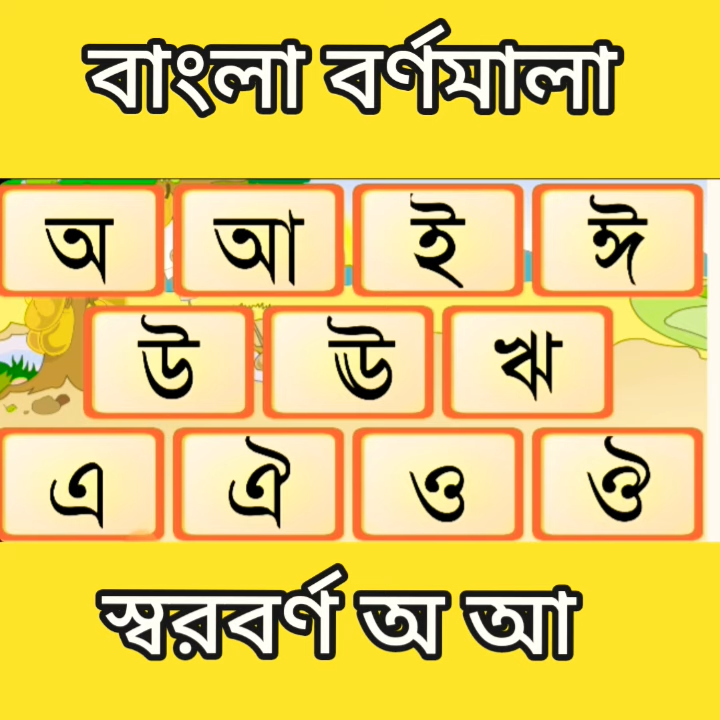 বাংলা বর্ণমালা
অ আ ই ঈ
উ ঊ ঋ
এ ঐ ও ঔ
স্বরবর্ণ অ আ